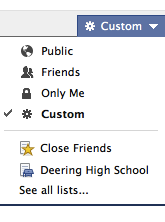 Custom
Public
Friends
Only Me
Custom
Close Friends
Deering High School
See all lists...